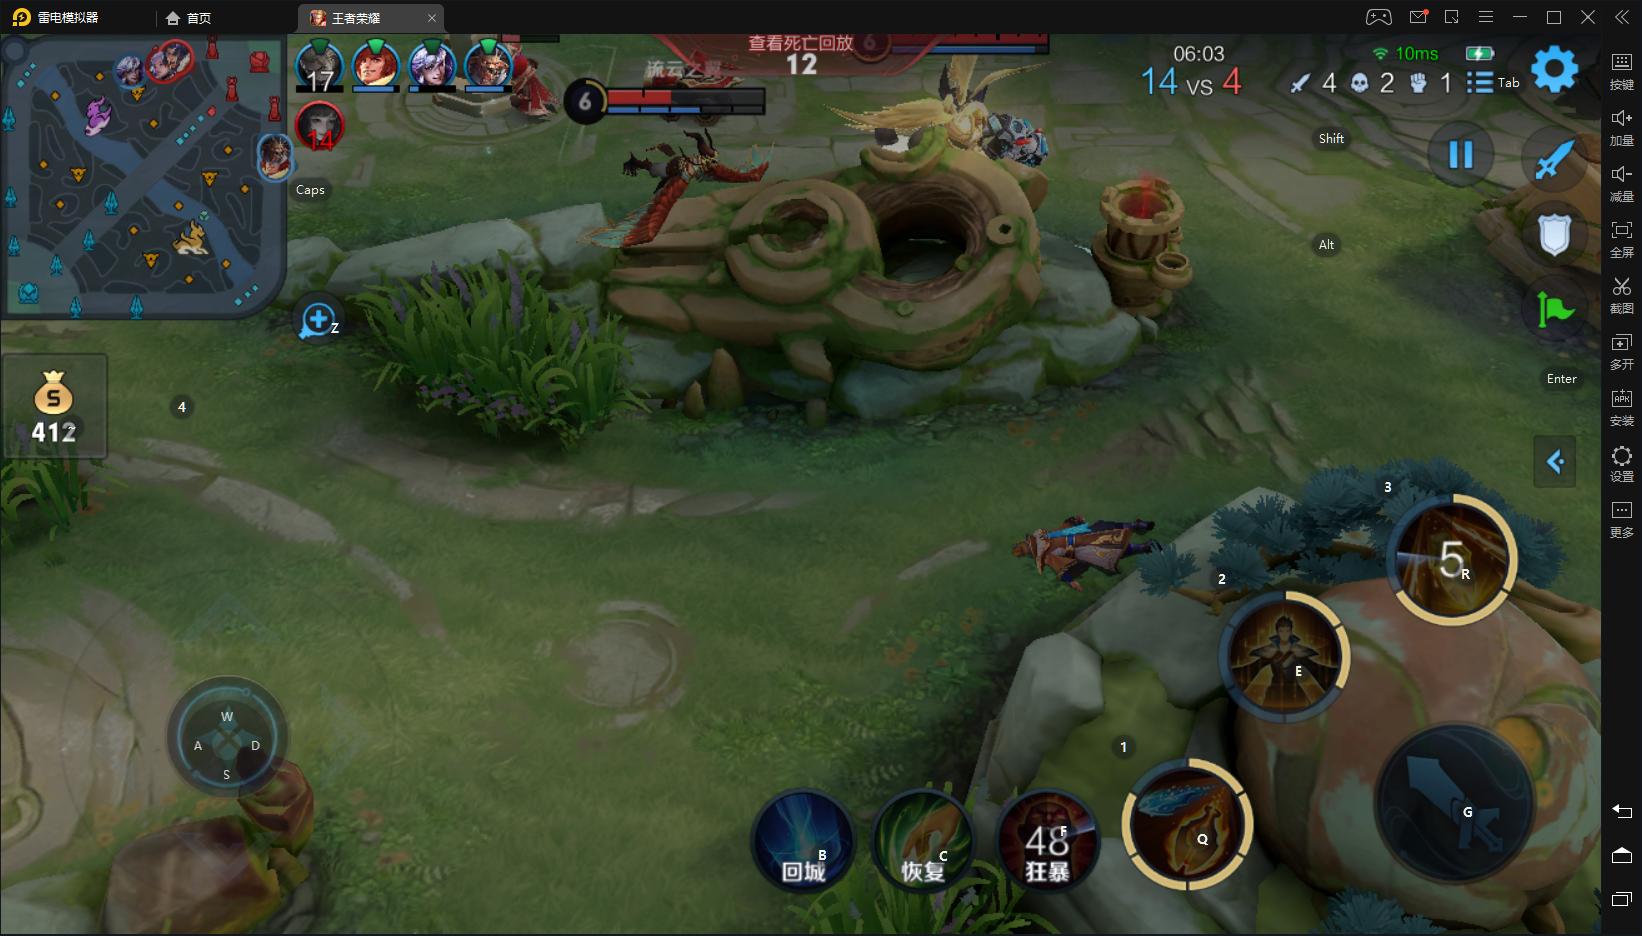 雷电模拟器
首页
王者荣耀
查看死亡回放
12
6
06:03
10ms
14 vs 4
4
2
1
Tab
17
14
6
Shift
Caps
Alt
Z
S
412
4
Enter
3
5
R
2
E
1
W
A
D
S
B
回城
C
恢复
48
F
狂暴
Q
G
按键
加量
减量
全屏
截图
多开
APK
安装
设置
更多